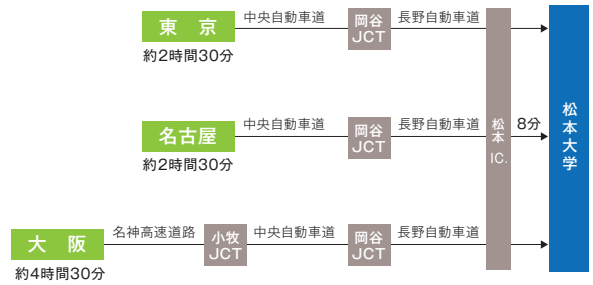 東 京
中央自動車道
岡谷
JCT
長野自動車道
約2時間30分
名古屋
中央自動車道
岡谷
JCT
長野自動車道
約2時間30分
大 阪
名神高速道路
小牧
JCT
中央自動車道
岡谷
JCT
長野自動車道
約4時間30分
松本
IC.
8分
松本大学